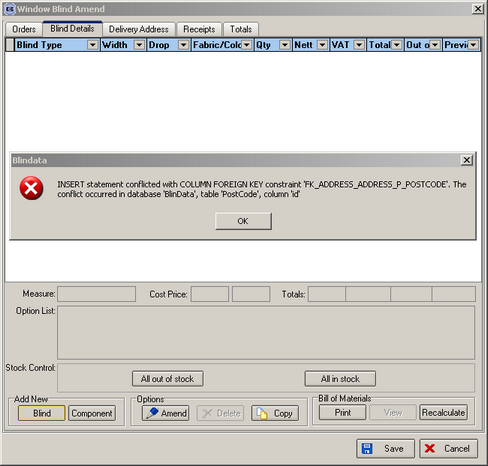 Window Blind Amend
Orders Blind Details Delivery Address Receipts Totals
Blind Type Width Drop Fabric/Colo Qty Nett VAT Total Out o Previ
Blindata
INSERT statement conflicted with COLUMN FOREIGN KEY constraint 'FK_ADDRESS_ADDRESS_P_POSTCODE'. The
conflict occurred in database 'BlinData', table 'PostCode', column 'id'
OK
Measure: Cost Price: Totals:
Option List:
Stock Control:
All out of stock All in stock
Add New Options Bill of Materials
Blind Component Amend Delete Copy Print View Recalculate
Save Cancel